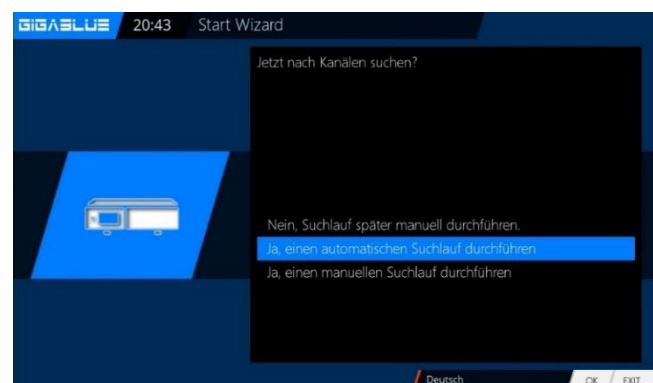 GIGABLUE 20:43 Start Wizard
Jetzt nach Kanälen suchen?
Nein, Suchlauf später manuell durchführen.
Ja, einen automatischen Suchlauf durchführen
Ja, einen manuellen Suchlauf durchführen
Deutsch OK EXIT